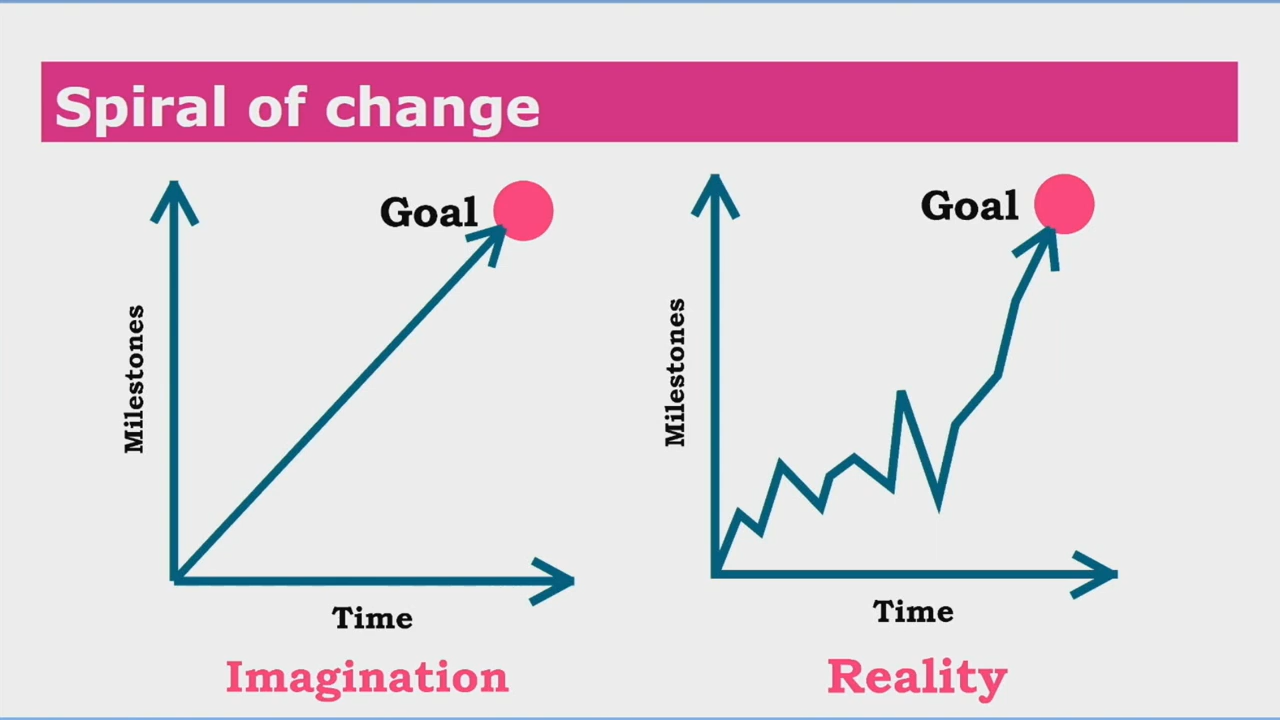 Spiral of change
Goal
Milestones
Time
Imagination
Goal
Milestones
Time
Reality